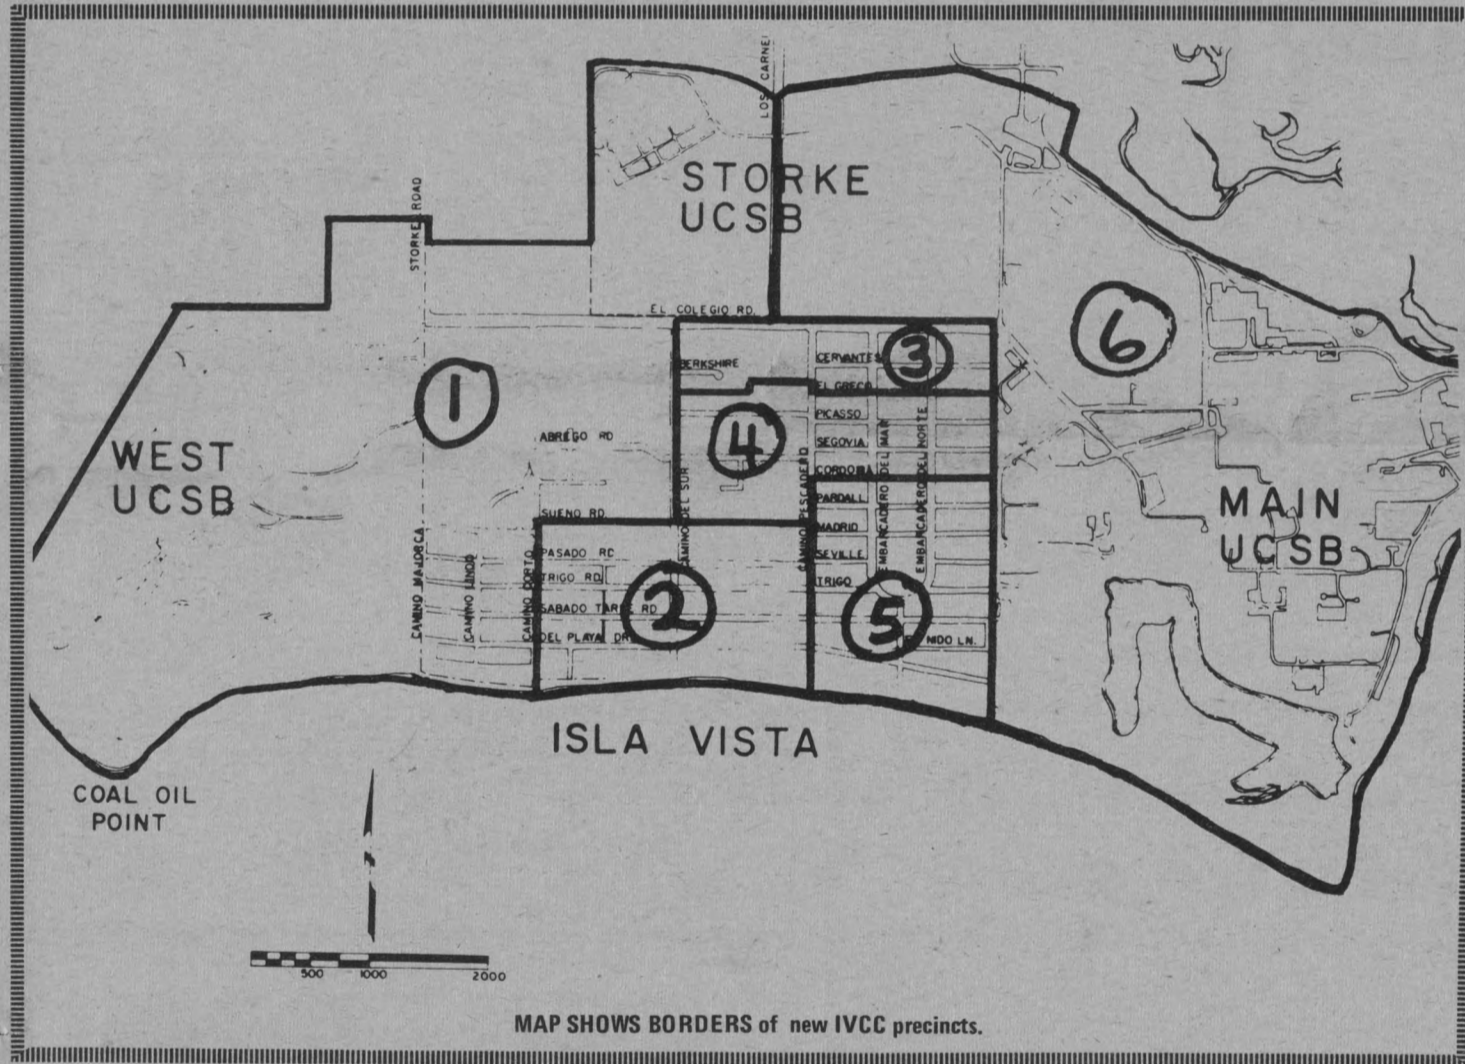 LOS CARNE
STORKE
UCSB
STORKE ROAD
EL COLEGIO RD.
6
3
BERKSHIRE
CERVANTES
EL GRECO
1
4
PICASSO
WEST
UCSB
ABREGO RD
SEGOVIA
CORDOBA
MAIN
UCSB
PARDALL
SUENO RD.
MADRID
CAMINO DEL SUR
CAMINO PESCADERO
EMBARCADERO DEL MAR
EMBARCADERO DEL NORTE
PASADO RD
SEVILLE
TRIGO RD.
TRIGO
CAMINO MAJORCA
CAMINO LINDO
CAMINO CORTO
2
5
SABADO TARDE RD
DEL PLAYA DR
NIDO LN.
ISLA VISTA
COAL OIL
POINT
500 1000 2000
MAP SHOWS BORDERS of new IVCC precincts.